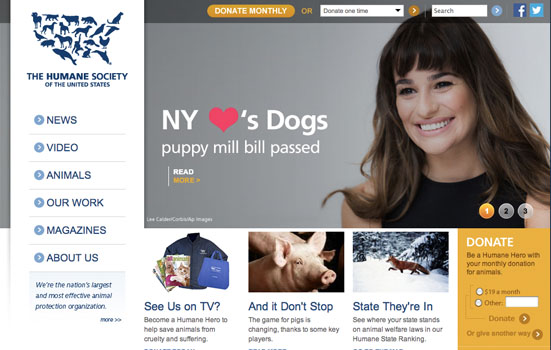 DONATE MONTHLY OR Donate one time Search
THE HUMANE SOCIETY
OF THE UNITED STATES
NEWS
VIDEO
ANIMALS
OUR WORK
MAGAZINES
ABOUT US
We're the nation's largest
and most effective animal
protection organization.
more >>
NY 's Dogs
puppy mill bill passed
READ
MORE >
Lee Calder/Corbis/Ap Images
1 2 3
See Us on TV?
Become a Humane Hero to
help save animals from
cruelty and suffering.
And it Don't Stop
The game for pigs is
changing, thanks to some key
players.
READ MORE
State They're In
See where your state stands
on animal welfare laws in our
Humane State Ranking.
DONATE
Be a Humane Hero with
your monthly donation
for animals.
$19 a month
Other:
Donate
Or give another way